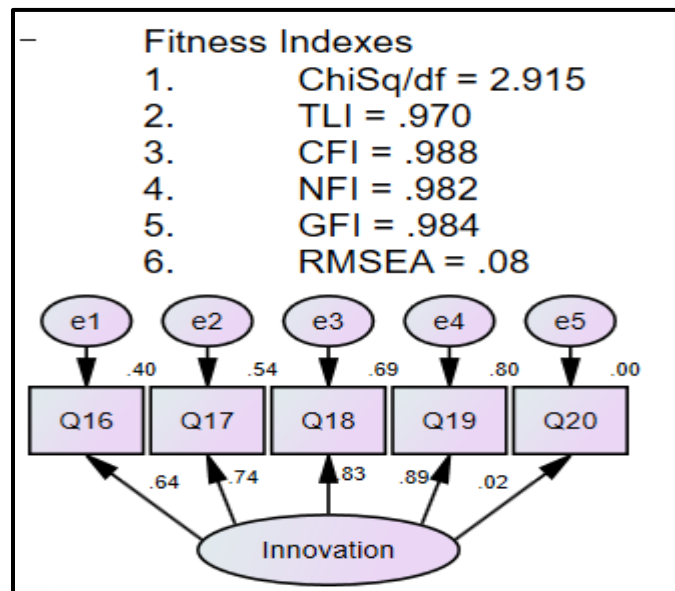 Fitness Indexes
1. ChiSq/df = 2.915
2. TLI = .970
3. CFI = .988
4. NFI = .982
5. GFI = .984
6. RMSEA = .08
e1 e2 e3 e4 e5
.40 .54 .69 .80 .00
Q16 Q17 Q18 Q19 Q20
.64 .74 .83 .89 .02
Innovation